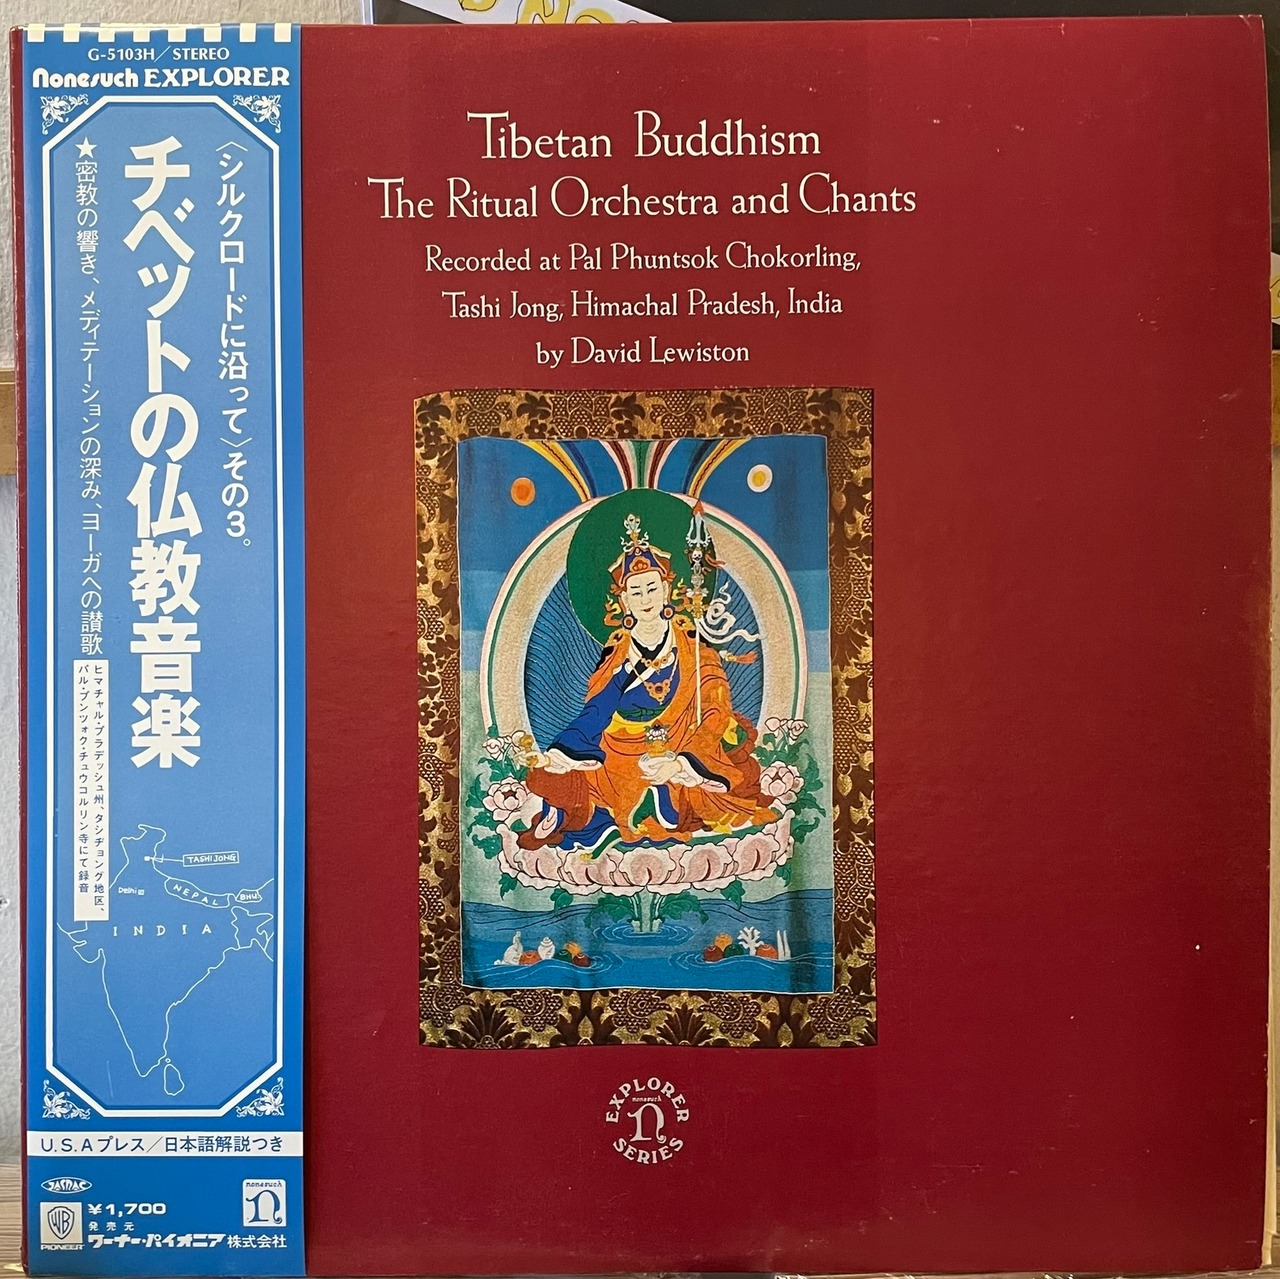 G-5103H／STEREO
Nonesuch EXPLORER
〈シルクロードに沿って〉その3。
チベットの仏教音楽
★密教の響き、メディテーションの深み、ヨーガへの讃歌
ヒマチャル・プラデッシュ州、タシヂョング地区、
パル・プンツォク・チュウコルリン寺にて録音
TASHI JONG
Delhi
NEPAL
BHU
INDIA
U.S.Aプレス／日本語解説つき
JASRAC
¥1,700
発売元
ワーナー・パイオニア株式会社
WB
PIONEER
nonesuch
n
Tibetan Buddhism
The Ritual Orchestra and Chants
Recorded at Pal Phuntsok Chokorling,
Tashi Jong, Himachal Pradesh, India
by David Lewiston
EXPLORER
nonesuch
n
SERIES